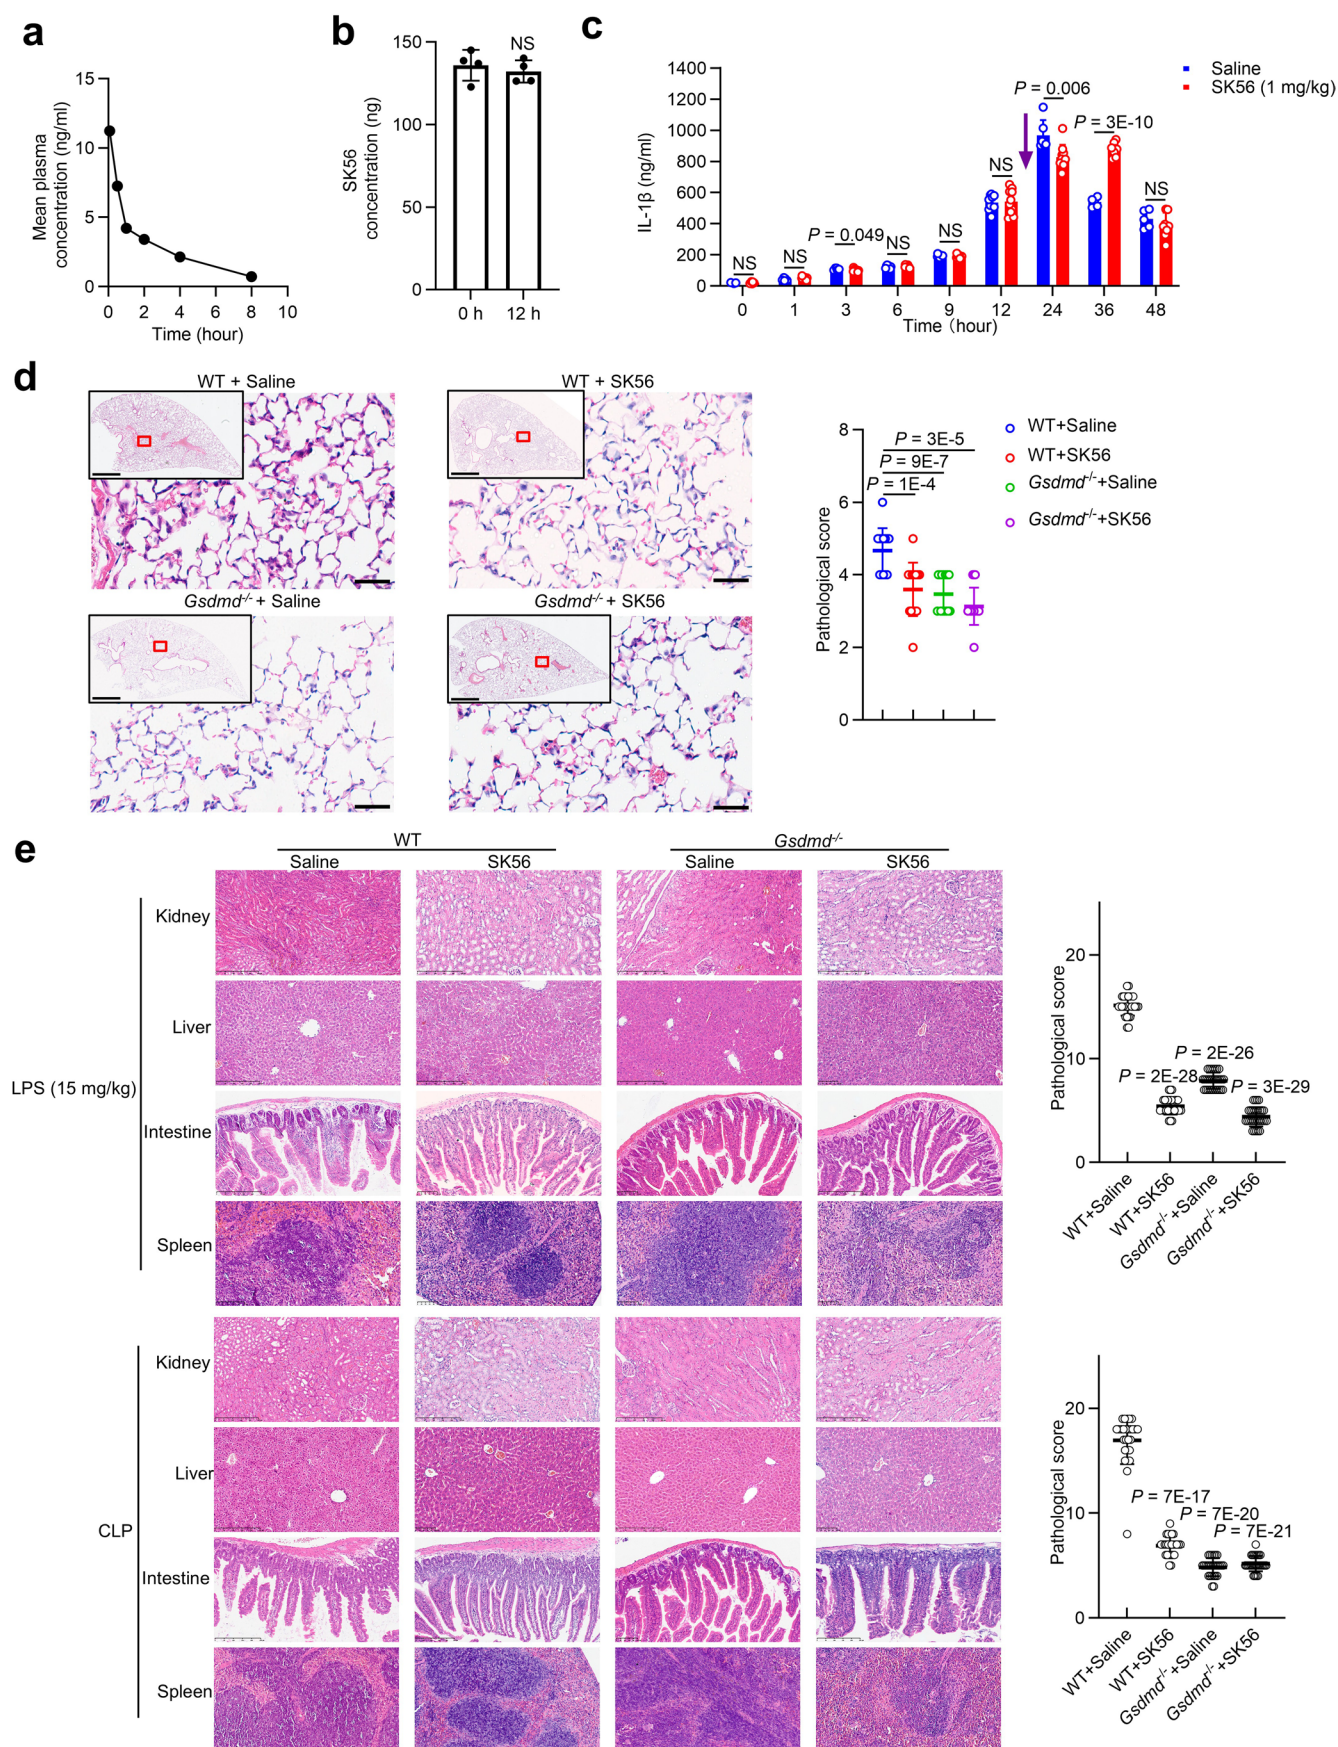 a
15
10
5
0
Mean plasma
concentration (ng/ml)
0 2 4 6 8 10
Time (hour)
b
150
100
50
0
SK56
concentration (ng)
NS
0 h 12 h
c
1400
1200
1000
800
600
400
200
0
IL-1β (ng/ml)
Saline
SK56 (1 mg/kg)
NS
NS
P = 0.049
NS
NS
NS
P = 0.006
P = 3E-10
NS
0 1 3 6 9 12 24 36 48
Time (hour)
d
WT + Saline
WT + SK56
Gsdmd-/- + Saline
Gsdmd-/- + SK56
8
6
4
2
0
Pathological score
P = 3E-5
P = 9E-7
P = 1E-4
WT+Saline
WT+SK56
Gsdmd-/-+Saline
Gsdmd-/-+SK56
e
WT
Gsdmd-/-
Saline
SK56
Saline
SK56
LPS (15 mg/kg)
Kidney
Liver
Intestine
Spleen
20
10
0
Pathological score
P = 2E-28
P = 2E-26
P = 3E-29
WT+Saline
WT+SK56
Gsdmd-/-+Saline
Gsdmd-/-+SK56
CLP
Kidney
Liver
Intestine
Spleen
20
10
0
Pathological score
P = 7E-17
P = 7E-20
P = 7E-21
WT+Saline
WT+SK56
Gsdmd-/-+Saline
Gsdmd-/-+SK56